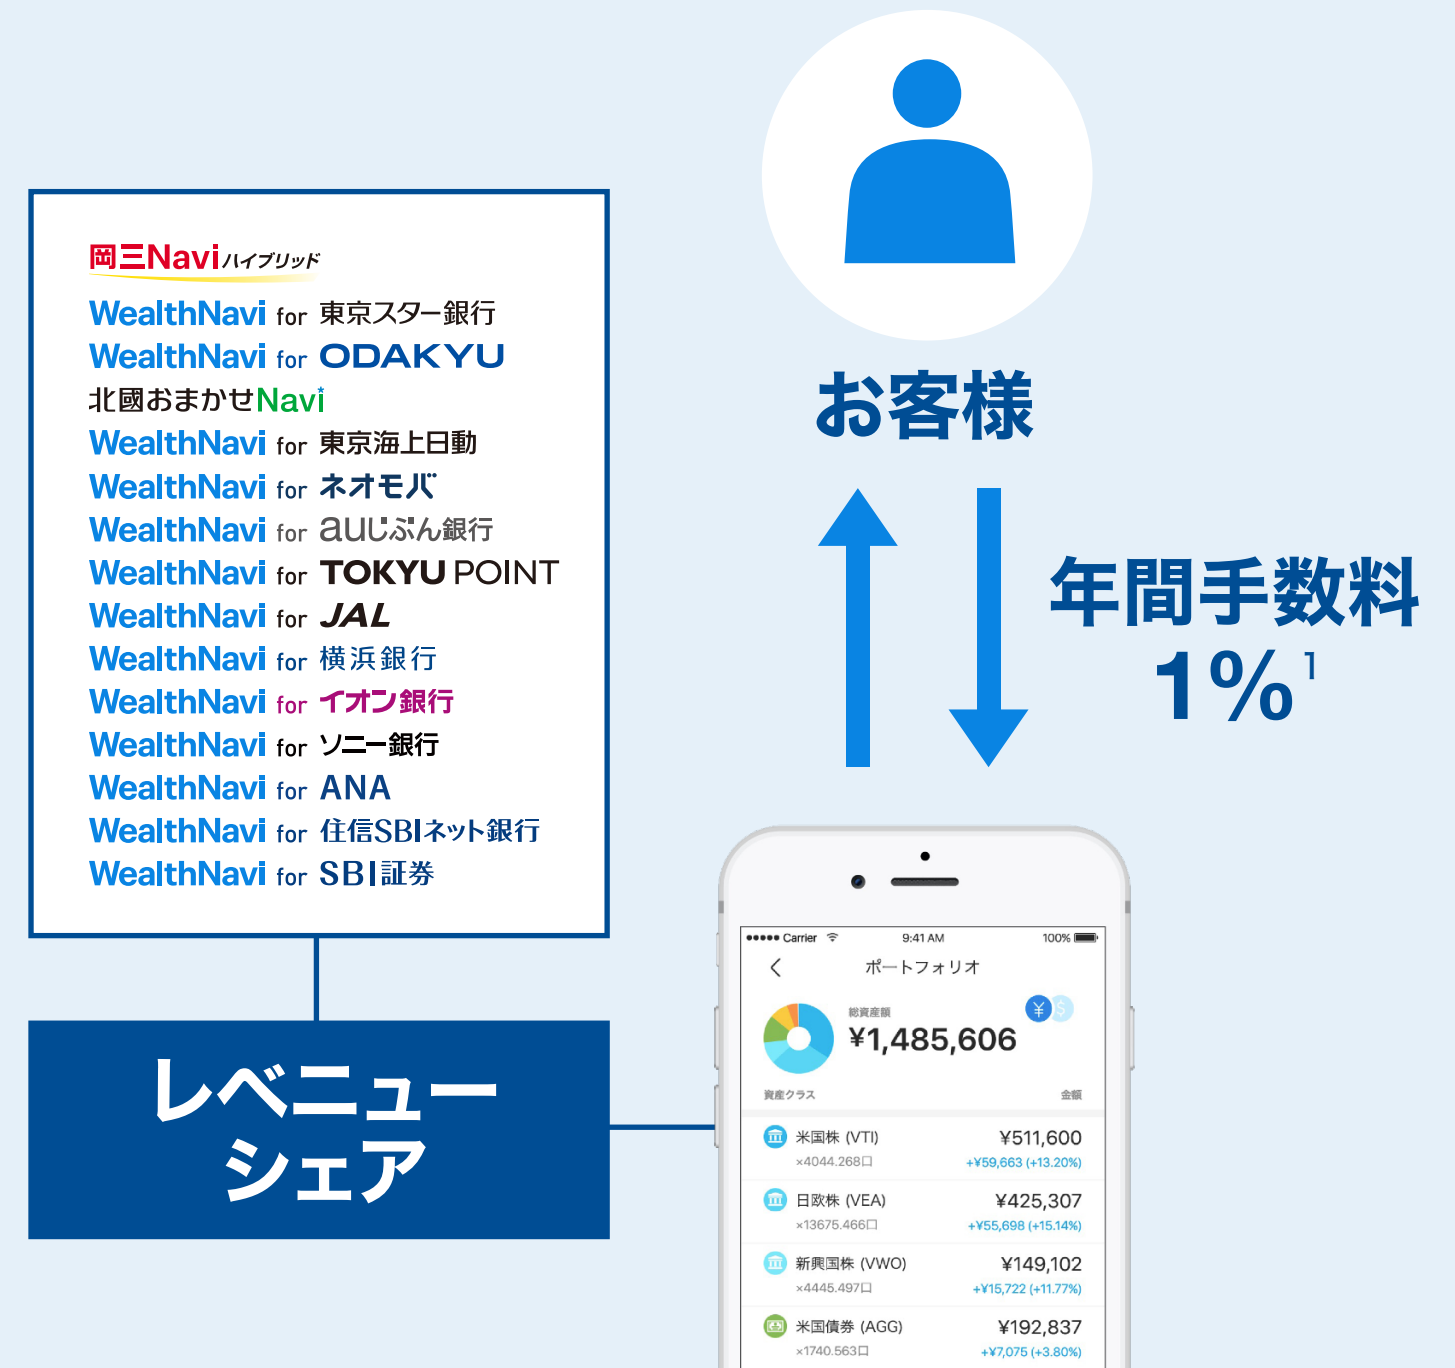 岡三Naviハイブリッド
WealthNavi for 東京スター銀行
WealthNavi for ODAKYU
北國おまかせNavi
WealthNavi for 東京海上日動
WealthNavi for ネオモバ
WealthNavi for auじぶん銀行
WealthNavi for TOKYU POINT
WealthNavi for JAL
WealthNavi for 横浜銀行
WealthNavi for イオン銀行
WealthNavi for ソニー銀行
WealthNavi for ANA
WealthNavi for 住信SBIネット銀行
WealthNavi for SBI証券
レベニュー
シェア
お客様
年間手数料
1%1
Carrier 9:41 AM 100%
ポートフォリオ
総資産額
¥1,485,606
¥ $
資産クラス 金額
米国株 (VTI) ¥511,600
×4044.268口 +¥59,663 (+13.20%)
日欧株 (VEA) ¥425,307
×13675.466口 +¥55,698 (+15.14%)
新興国株 (VWO) ¥149,102
×4445.497口 +¥15,722 (+11.77%)
米国債券 (AGG) ¥192,837
×1740.563口 +¥7,075 (+3.80%)